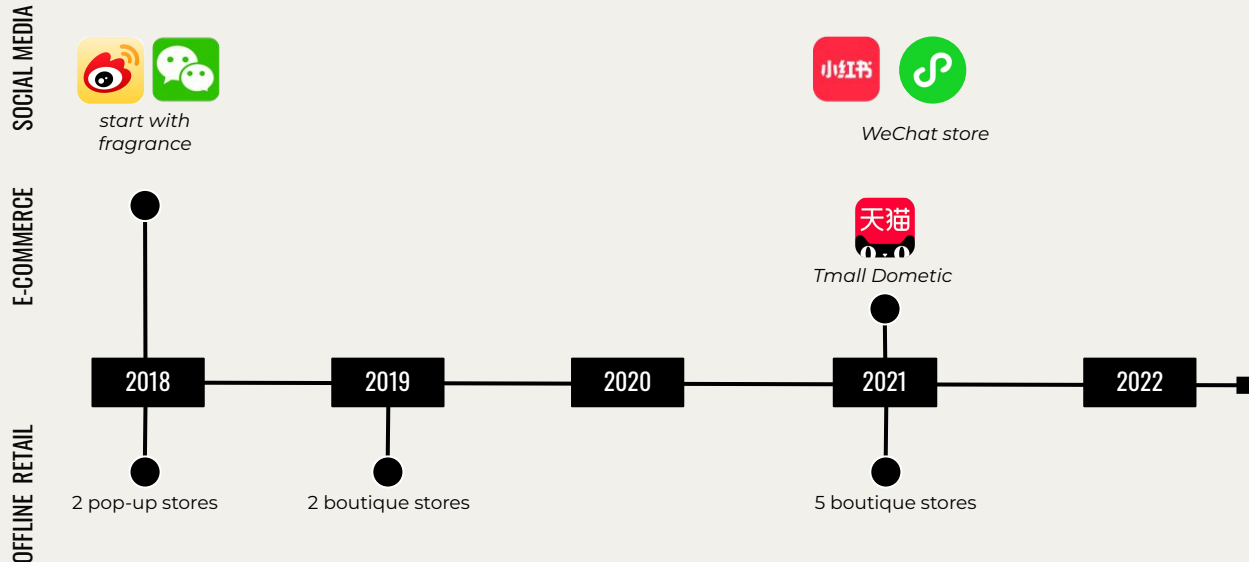 SOCIAL MEDIA
小红书
start with
fragrance
WeChat store
E-COMMERCE
天猫
Tmall Dometic
2018
2019
2020
2021
2022
OFFLINE RETAIL
2 pop-up stores
2 boutique stores
5 boutique stores